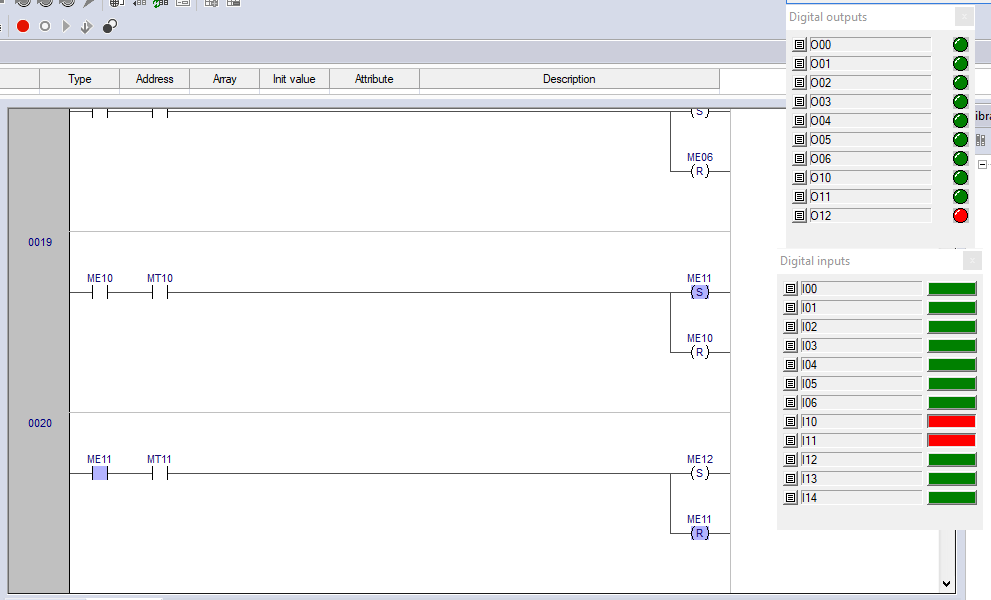 Type Address Array Init value Attribute Description
S
ME06
R
0019
ME10 MT10 ME11
S
ME10
R
0020
ME11 MT11 ME12
S
ME11
R
Digital outputs
O00
O01
O02
O03
O04
O05
O06
O10
O11
O12
Digital inputs
I00
I01
I02
I03
I04
I05
I06
I10
I11
I12
I13
I14